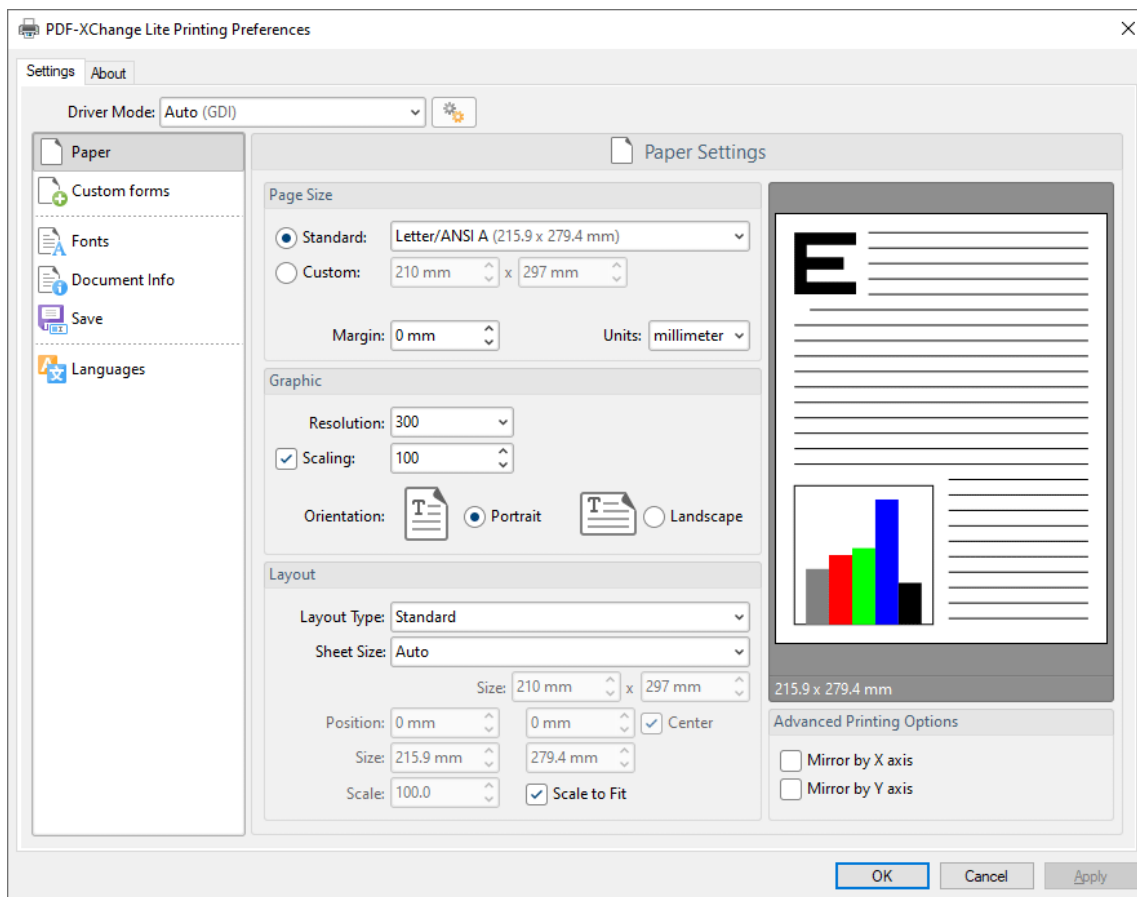 PDF-XChange Lite Printing Preferences
Settings About
Driver Mode: Auto (GDI)
Paper
Custom forms
Fonts
Document Info
Save
Languages
Paper Settings
Page Size
Standard: Letter/ANSI A (215.9 x 279.4 mm)
Custom: 210 mm x 297 mm
Margin: 0 mm Units: millimeter
Graphic
Resolution: 300
Scaling: 100
Orientation: T Portrait T Landscape
Layout
Layout Type: Standard
Sheet Size: Auto
Size: 210 mm x 297 mm
Position: 0 mm 0 mm Center
Size: 215.9 mm 279.4 mm
Scale: 100.0 Scale to Fit
E
215.9 x 279.4 mm
Advanced Printing Options
Mirror by X axis
Mirror by Y axis
OK Cancel Apply